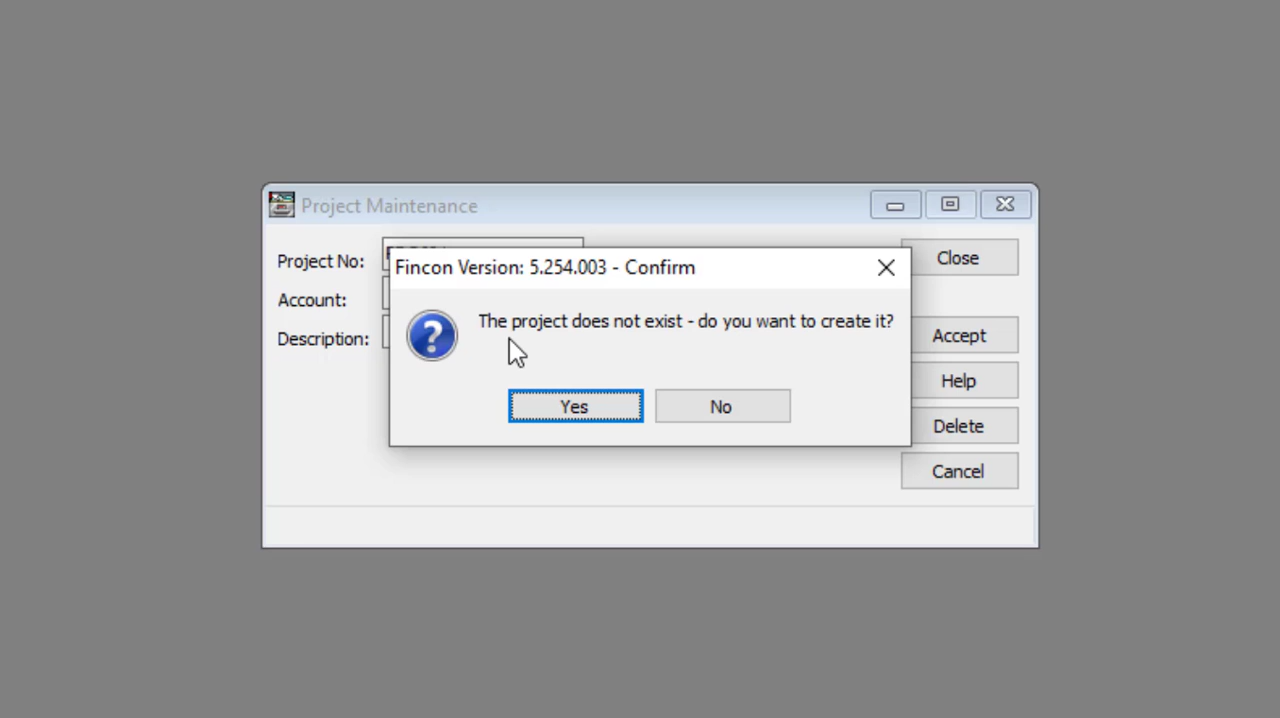 Project Maintenance
Project No:
Close
Fincon Version: 5.254.003 - Confirm
Account:
The project does not exist - do you want to create it?
Description:
Accept
Help
Yes No
Delete
Cancel